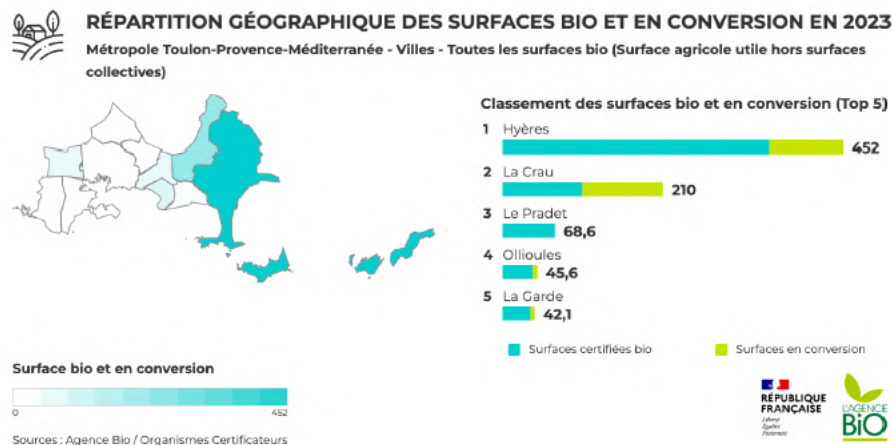 RÉPARTITION GÉOGRAPHIQUE DES SURFACES BIO ET EN CONVERSION EN 2023
Métropole Toulon-Provence-Méditerranée - Villes - Toutes les surfaces bio (Surface agricole utile hors surfaces
collectives)
Classement des surfaces bio et en conversion (Top 5)
1 Hyères
452
2 La Crau
210
3 Le Pradet
68,6
4 Ollioules
45,6
5 La Garde
42,1
Surfaces certifiées bio
Surfaces en conversion
Surface bio et en conversion
0
452
Sources : Agence Bio / Organismes Certificateurs
RÉPUBLIQUE
FRANÇAISE
Liberté
Égalité
Fraternité
L'AGENCE
BIO